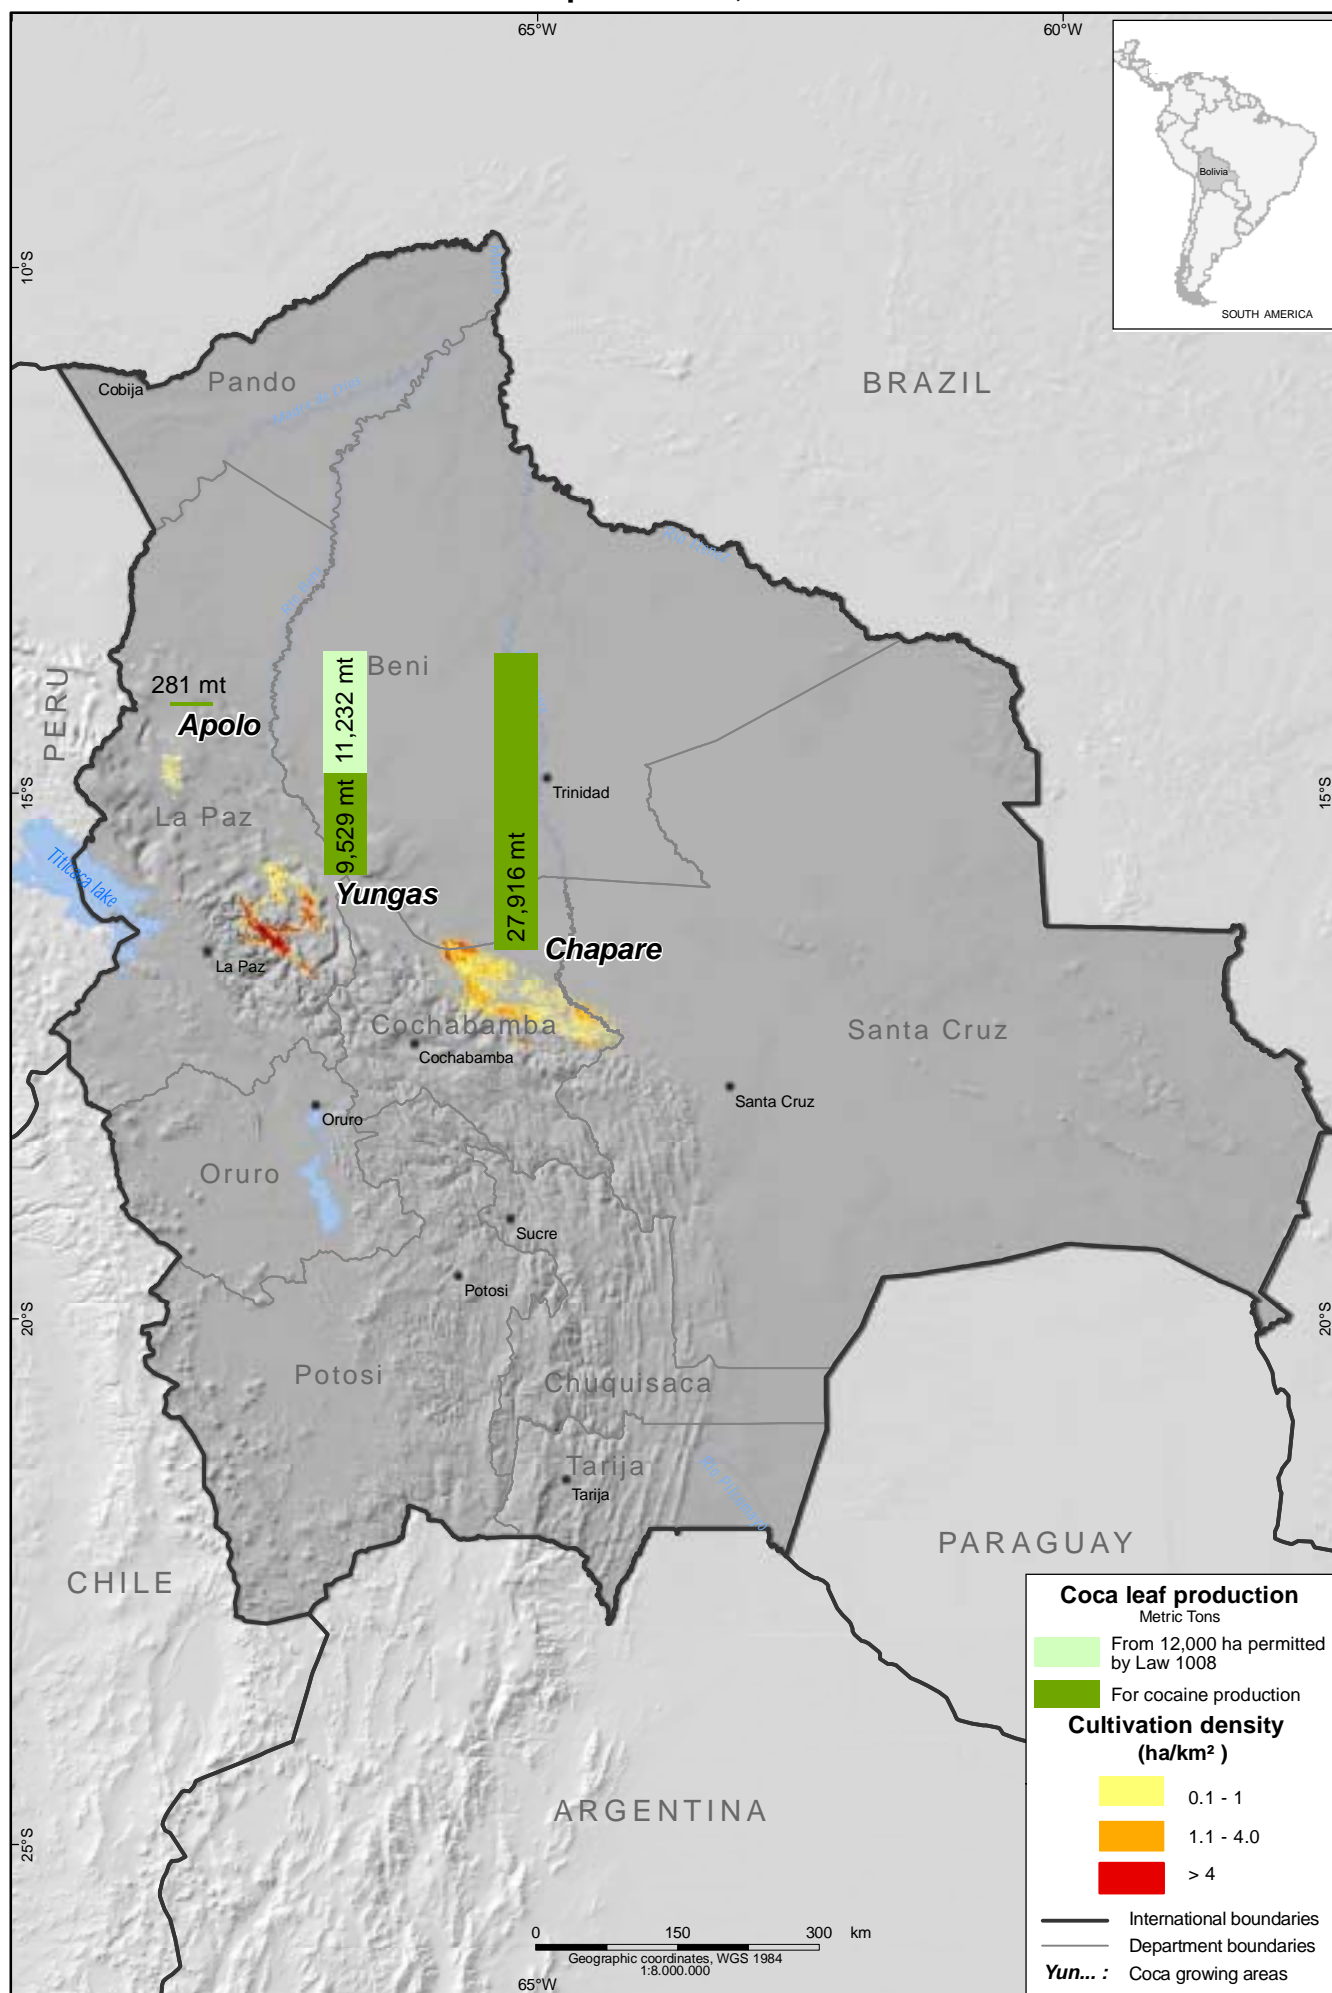 65°W
60°W
Bolivia
SOUTH AMERICA
10°S
Cobija
Pando
BRAZIL
PERU
281 mt
Apolo
11,232 mt
9,529 mt
Beni
27,916 mt
Trinidad
15°S
15°S
La Paz
Titicaca lake
Yungas
Chapare
La Paz
Cochabamba
Cochabamba
Santa Cruz
Santa Cruz
Oruro
Oruro
Sucre
Potosi
20°S
20°S
Potosi
Chuquisaca
Tarija
Tarija
PARAGUAY
CHILE
ARGENTINA
25°S
Coca leaf production
Metric Tons
From 12,000 ha permitted
by Law 1008
For cocaine production
Cultivation density
(ha/km² )
0.1 - 1
1.1 - 4.0
> 4
International boundaries
Department boundaries
Yun... : Coca growing areas
0 150 300 km
Geographic coordinates, WGS 1984
1:8.000.000
65°W